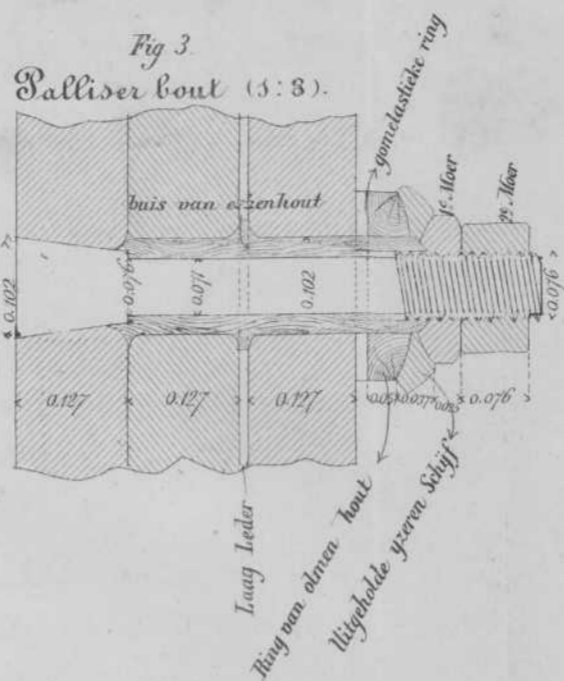 Fig 3.
Palliser bout (1:8).
gomelastieke ring
1e Moer
2e Moer
buis van essenhout
0.102
0.076
0.071
0.102
0.076
0.127
0.127
0.127
0.076
Laag Leder
Ring van olmen hout
Uitgeholde yzeren Schijf